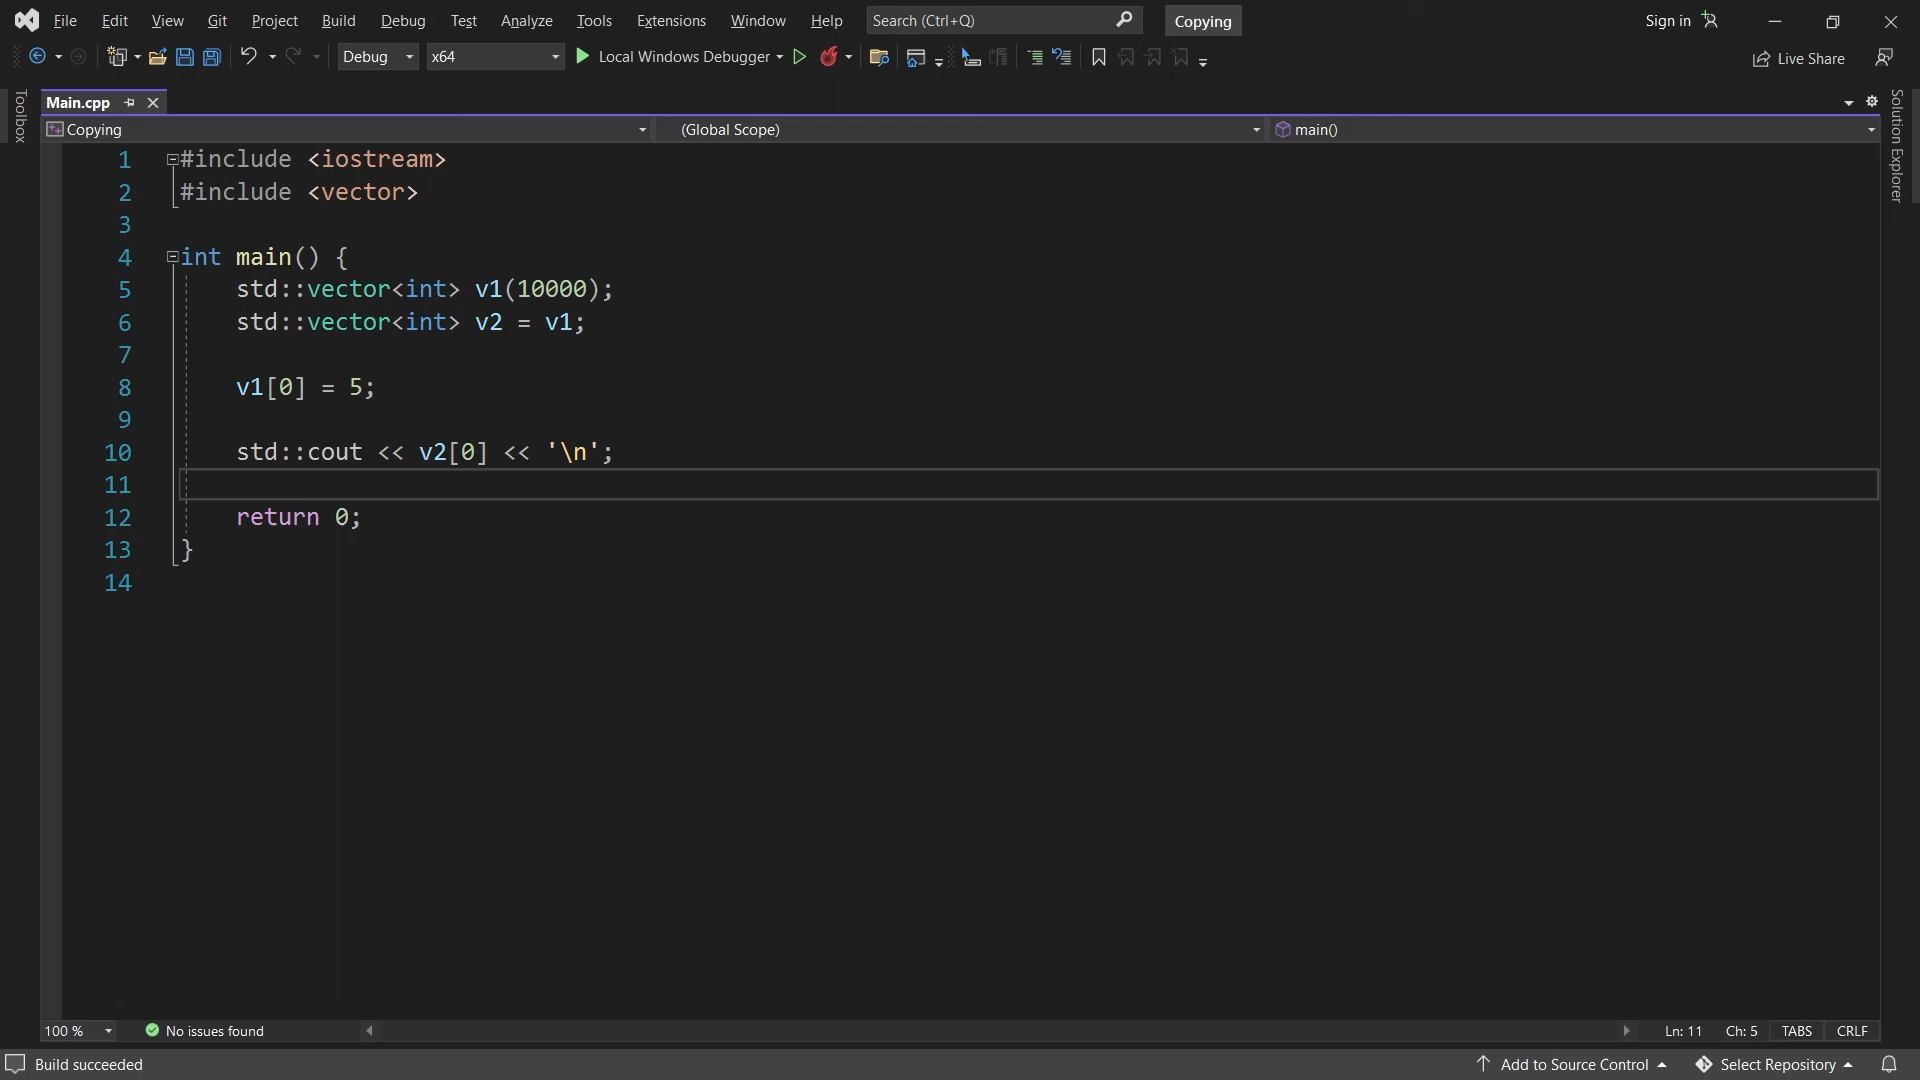 File Edit View Git Project Build Debug Test Analyze Tools Extensions Window Help Search (Ctrl+Q) Copying Sign in
Debug x64 Local Windows Debugger Live Share
Toolbox
Main.cpp
Copying (Global Scope) main()
Solution Explorer
1 #include <iostream>
2 #include <vector>
3
4 int main() {
5 std::vector<int> v1(10000);
6 std::vector<int> v2 = v1;
7
8 v1[0] = 5;
9
10 std::cout << v2[0] << '\n';
11
12 return 0;
13 }
14
100 % No issues found Ln: 11 Ch: 5 TABS CRLF
Build succeeded Add to Source Control Select Repository